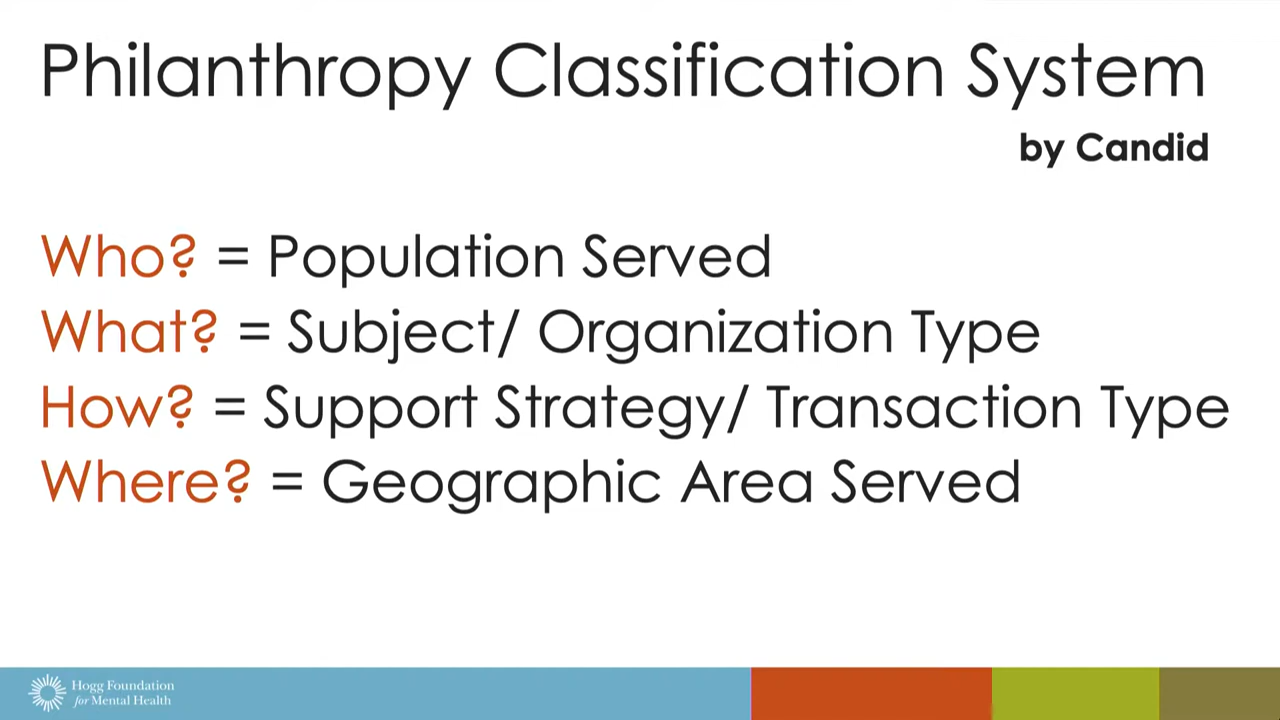 Philanthropy Classification System
by Candid
Who? = Population Served
What? = Subject/ Organization Type
How? = Support Strategy/ Transaction Type
Where? = Geographic Area Served
Hogg Foundation
for Mental Health